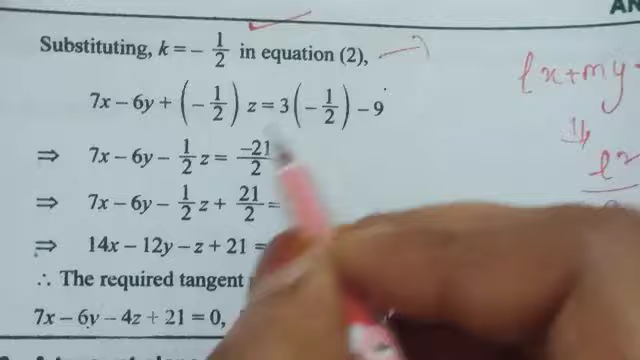 AN
Substituting, k = − 1/2 in equation (2),
7x − 6y + (− 1/2) z = 3 (− 1/2) − 9
⇒ 7x − 6y − 1/2 z = −21/2
⇒ 7x − 6y − 1/2 z + 21/2 =
⇒ 14x − 12y − z + 21 =
∴ The required tangent
7x − 6y − 4z + 21 = 0,
lx + my